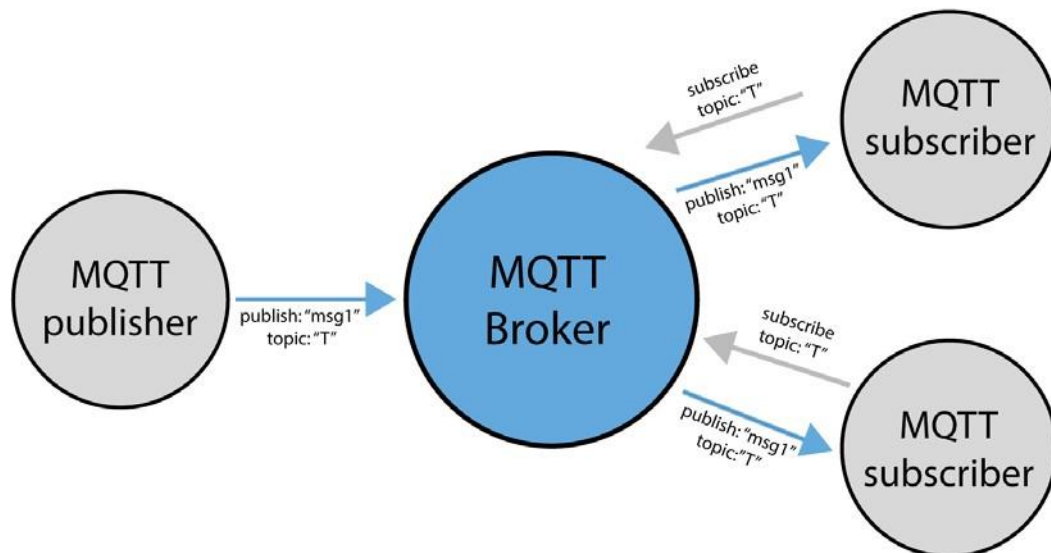 MQTT
publisher
publish: "msg1"
topic: "T"
MQTT
Broker
subscribe
topic: "T"
publish: "msg1"
topic: "T"
MQTT
subscriber
subscribe
topic: "T"
publish: "msg1"
topic: "T"
MQTT
subscriber